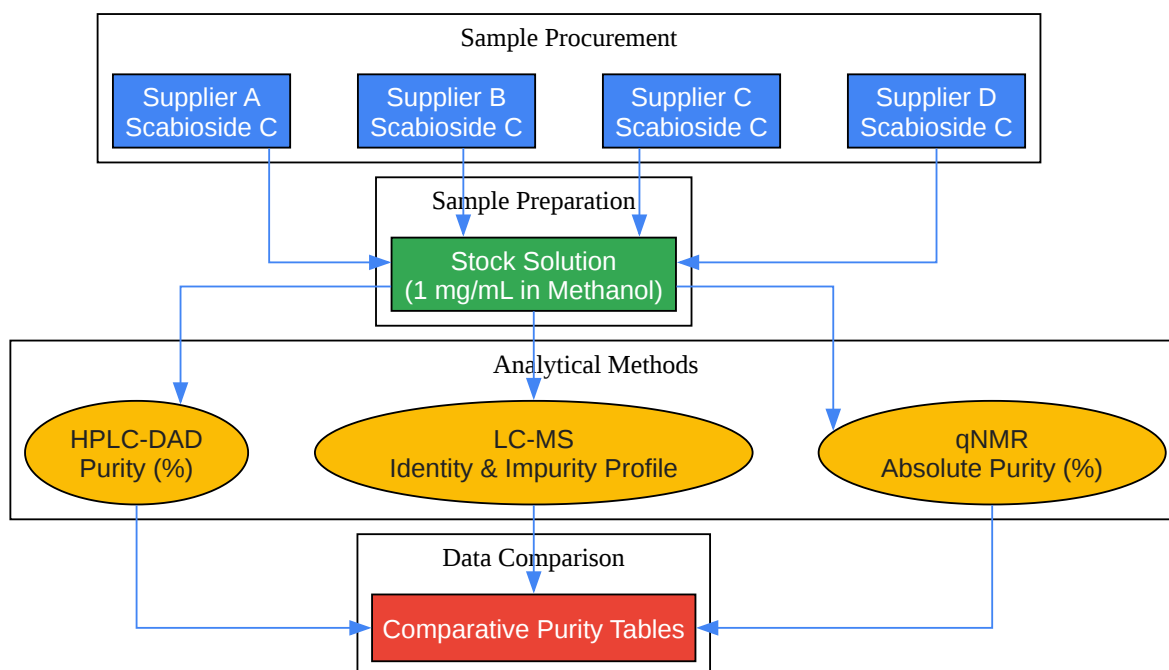 Sample Procurement
Supplier A
Scabioside C
Supplier B
Scabioside C
Supplier C
Scabioside C
Supplier D
Scabioside C
Sample Preparation
Stock Solution
(1 mg/mL in Methanol)
Analytical Methods
HPLC-DAD
Purity (%)
LC-MS
Identity & Impurity Profile
qNMR
Absolute Purity (%)
Data Comparison
Comparative Purity Tables